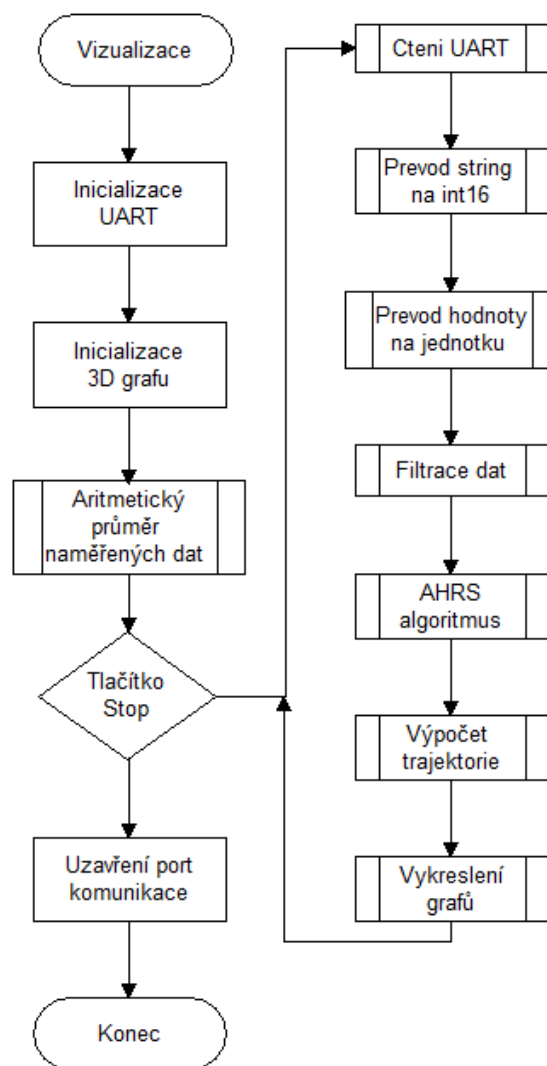 Vizualizace
Inicializace
UART
Inicializace
3D grafu
Aritmetický
průměr
naměřených dat
Tlačítko
Stop
Uzavření port
komunikace
Konec
Cteni UART
Prevod string
na int16
Prevod hodnoty
na jednotku
Filtrace dat
AHRS
algoritmus
Výpočet
trajektorie
Vykreslení
grafů